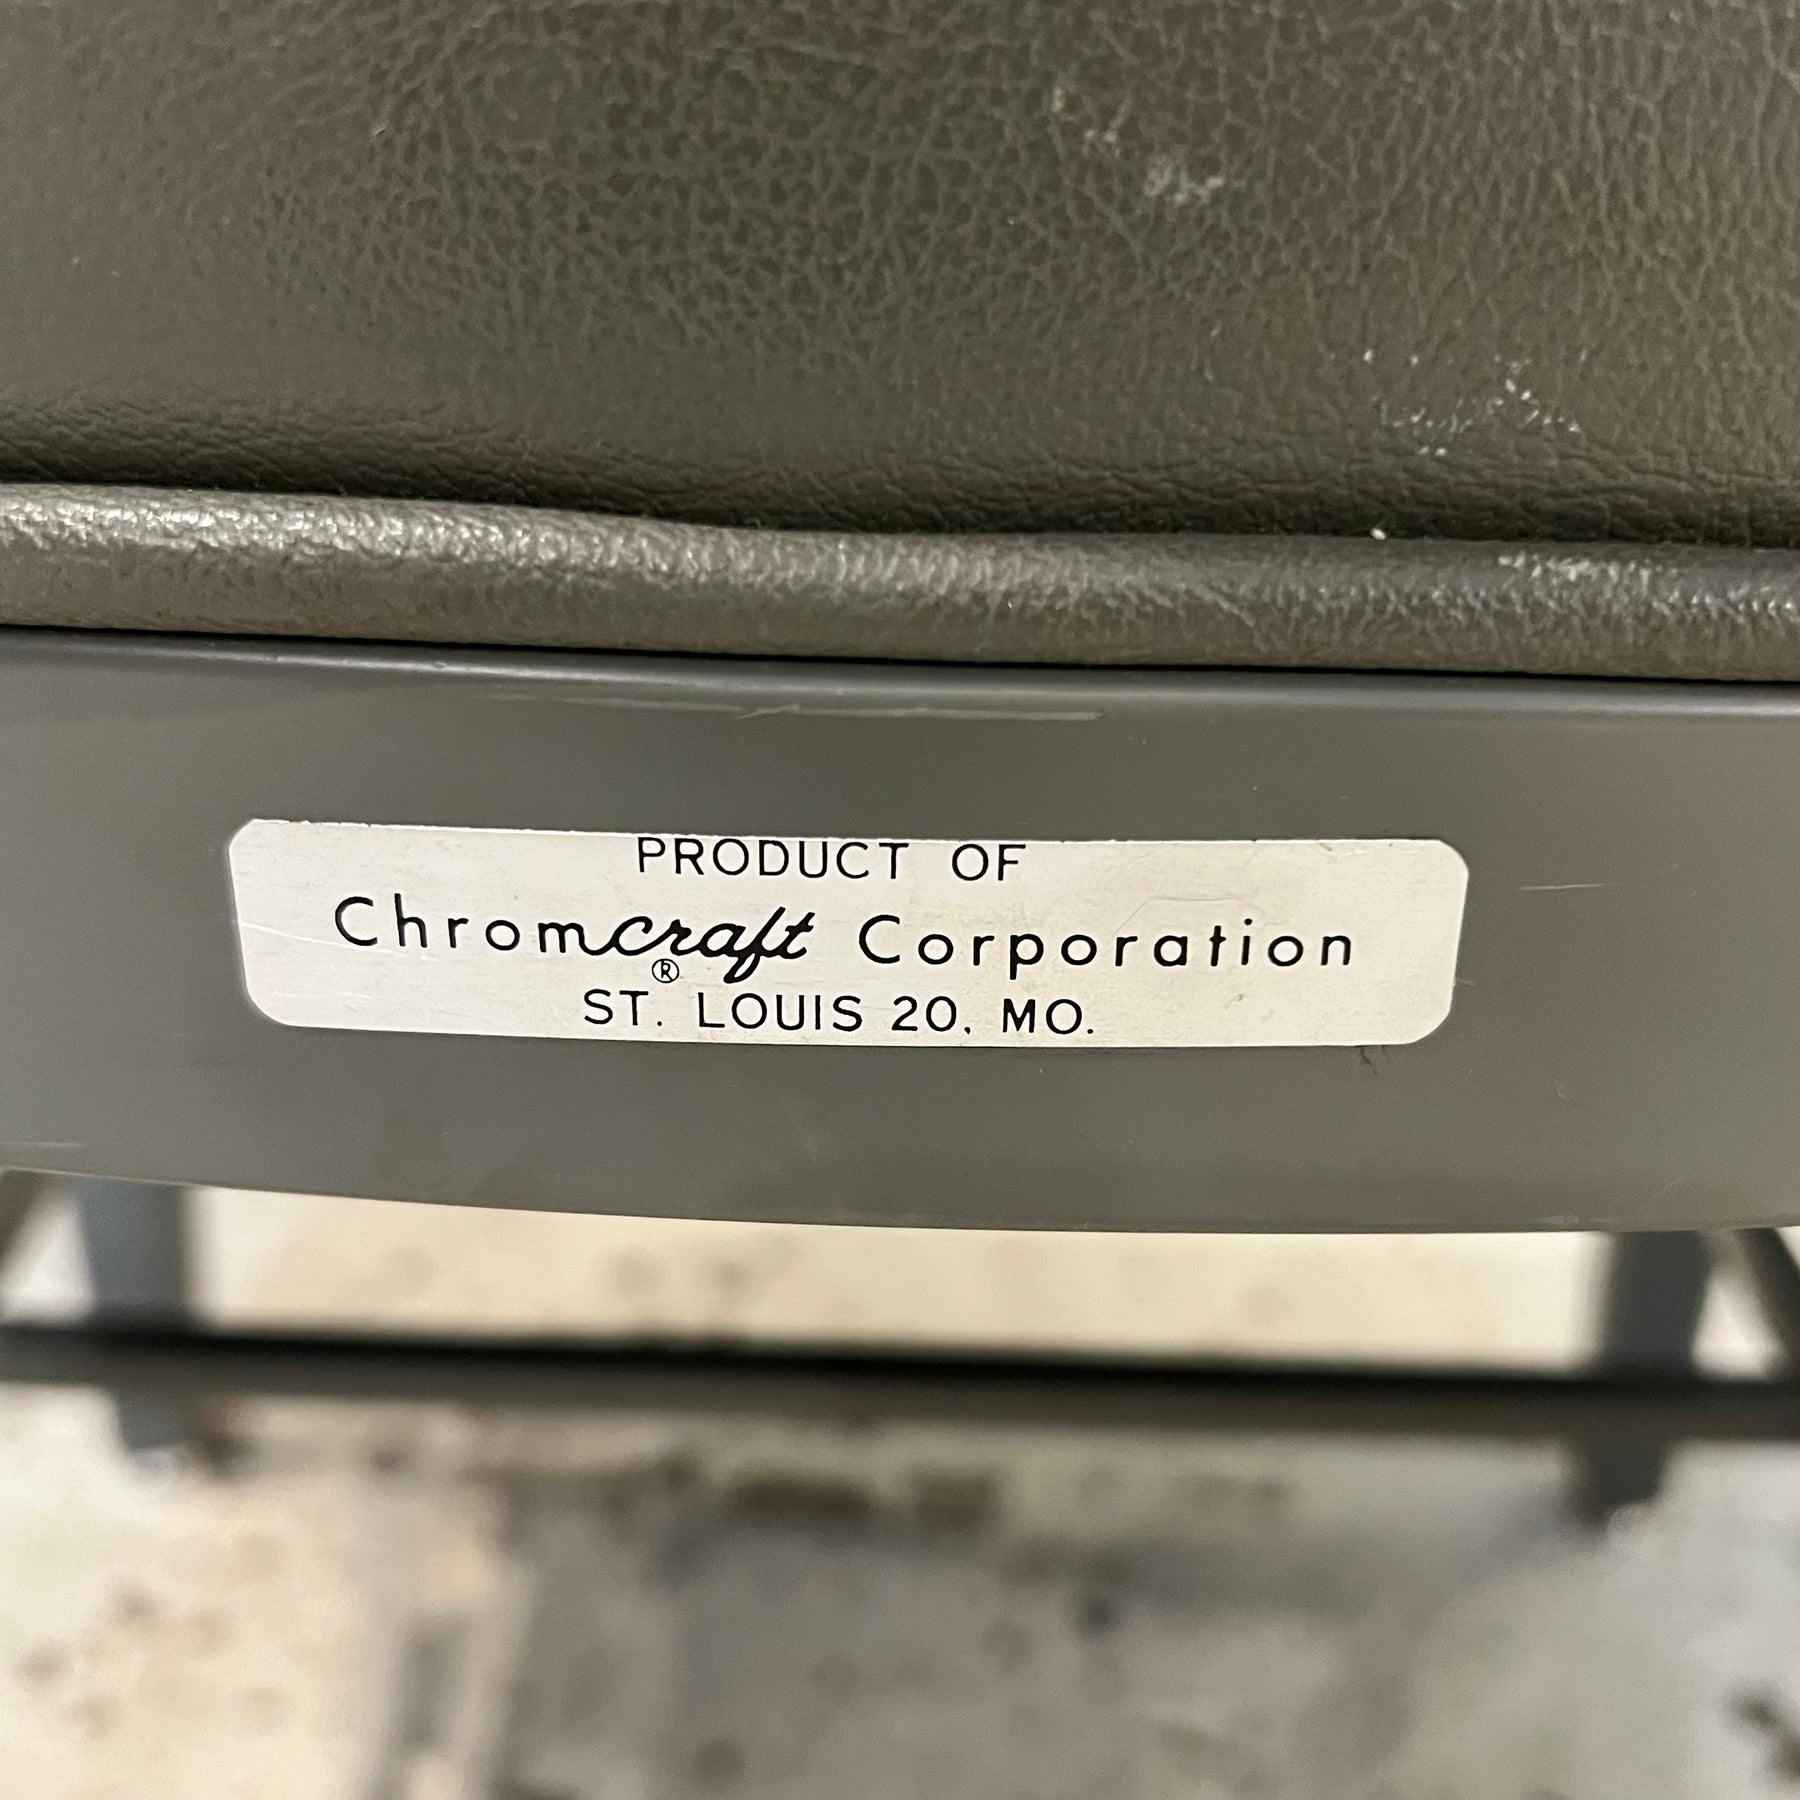 PRODUCT OF
Chromcraft® Corporation
ST. LOUIS 20, MO.